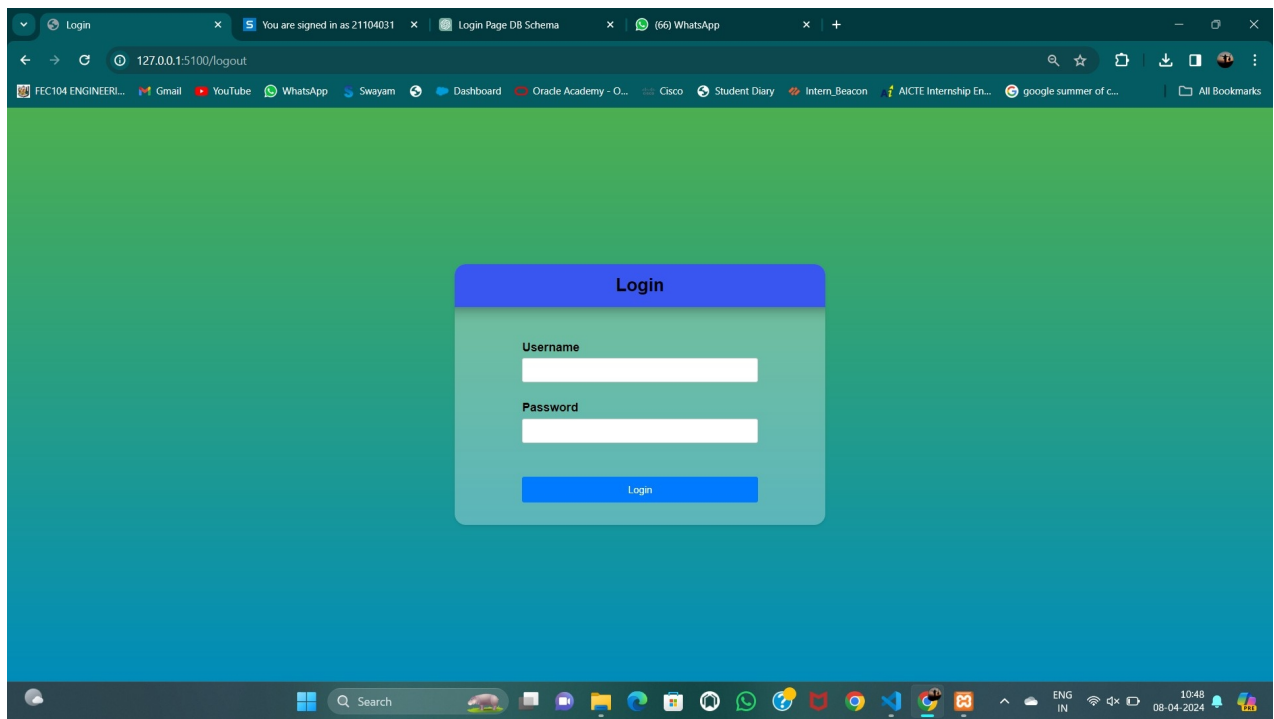 Login
You are signed in as 21104031
Login Page DB Schema
(66) WhatsApp
127.0.0.1:5100/logout
FEC104 ENGINEERI...
Gmail
YouTube
WhatsApp
Swayam
Dashboard
Oracle Academy - O...
Cisco
Student Diary
Intern_Beacon
AICTE Internship En...
google summer of c...
All Bookmarks
Login
Username
Password
Login
Search
ENG
IN
10:48
08-04-2024
PRE